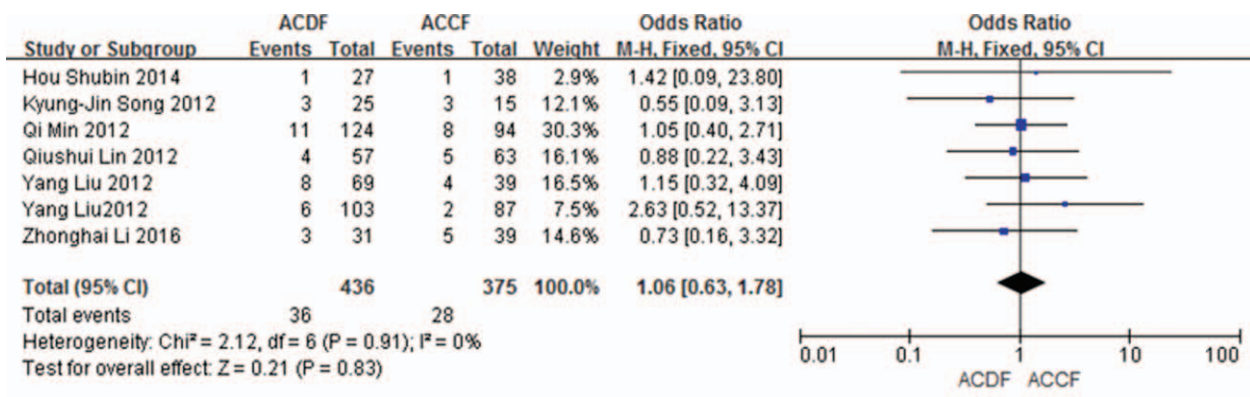 ACDF ACCF Odds Ratio Odds Ratio
Study or Subgroup Events Total Events Total Weight M-H, Fixed, 95% CI M-H, Fixed, 95% CI
Hou Shubin 2014 1 27 1 38 2.9% 1.42 [0.09, 23.80]
Kyung-Jin Song 2012 3 25 3 15 12.1% 0.55 [0.09, 3.13]
Qi Min 2012 11 124 8 94 30.3% 1.05 [0.40, 2.71]
Qiushui Lin 2012 4 57 5 63 16.1% 0.88 [0.22, 3.43]
Yang Liu 2012 8 69 4 39 16.5% 1.15 [0.32, 4.09]
Yang Liu2012 6 103 2 87 7.5% 2.63 [0.52, 13.37]
Zhonghai Li 2016 3 31 5 39 14.6% 0.73 [0.16, 3.32]
Total (95% CI) 436 375 100.0% 1.06 [0.63, 1.78]
Total events 36 28
Heterogeneity: Chi² = 2.12, df = 6 (P = 0.91); I² = 0%
Test for overall effect: Z = 0.21 (P = 0.83)
0.01 0.1 1 10 100
ACDF ACCF